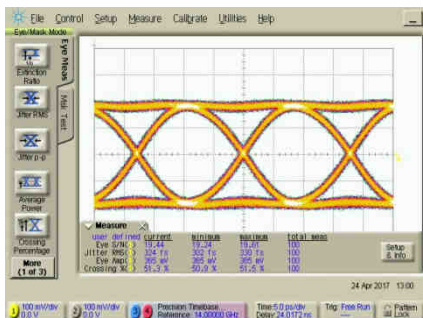 File Control Setup Measure Calibrate Utilities Help
Eye/Mask Mode
Eye Meas
Mask Test
Extinction
Ratio
Jitter RMS
Jitter p-p
Average
Power
Crossing
Percentage
More
(1 of 3)
Measure
user defined current minimum maximum total meas
Eye S/N( ) 19.44 19.24 19.61 100
Jitter RMS( ) 324 fs 302 fs 330 fs 100
Eye Amp( ) 365 mV 365 mV 365 mV 100
Crossing %( ) 51.3 % 50.9 % 51.5 % 100
Setup
& Info
24 Apr 2017 13:00
1 100 mV/div
0.0 V
2 100 mV/div
0.0 V
3
4
Precision Timebase
Reference: 14.00000 GHz
Time:5.0 ps/div
Delay:24.0172 ns
Trig: Free Run
Pattern
Lock